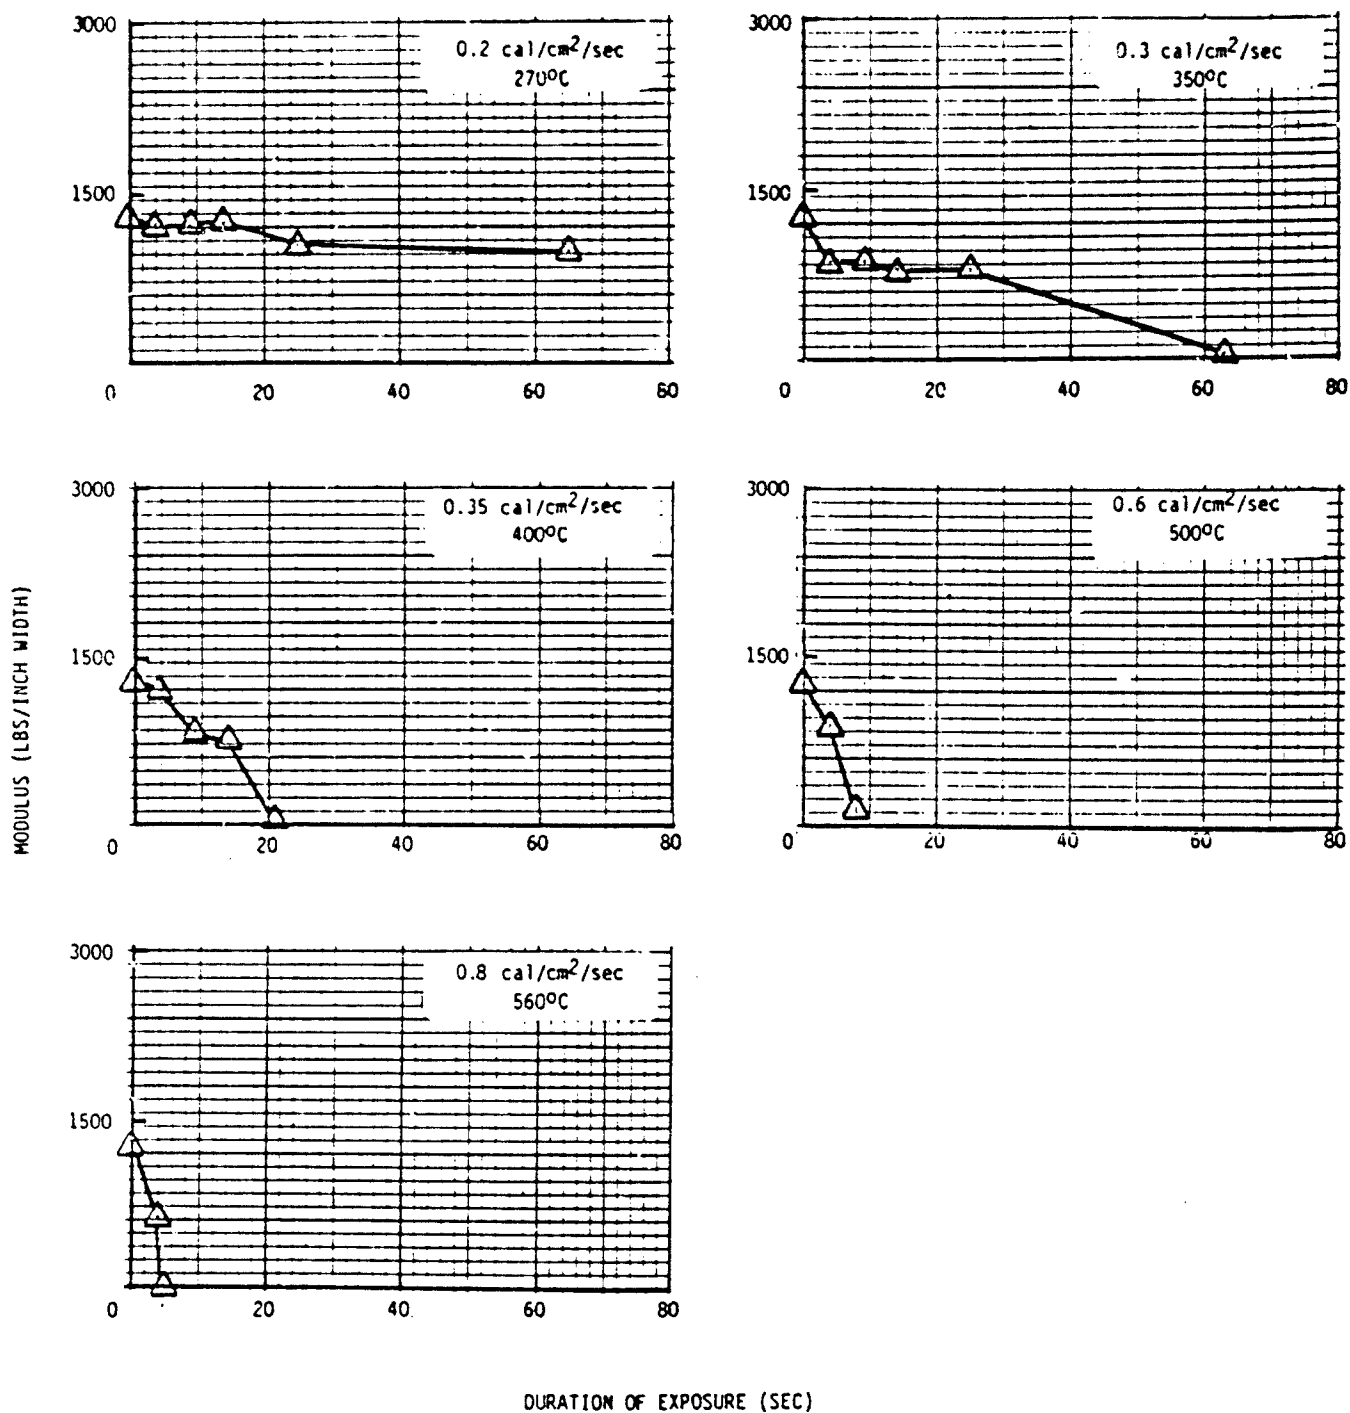 3000
0.2 cal/cm²/sec
270°C
1500
0 20 40 60 80
3000
0.3 cal/cm²/sec
350°C
1500
0 20 40 60 80
3000
0.35 cal/cm²/sec
400°C
1500
0 20 40 60 80
3000
0.6 cal/cm²/sec
500°C
1500
0 20 40 60 80
MODULUS (LBS/INCH WIDTH)
3000
0.8 cal/cm²/sec
560°C
1500
0 20 40 60 80
DURATION OF EXPOSURE (SEC)